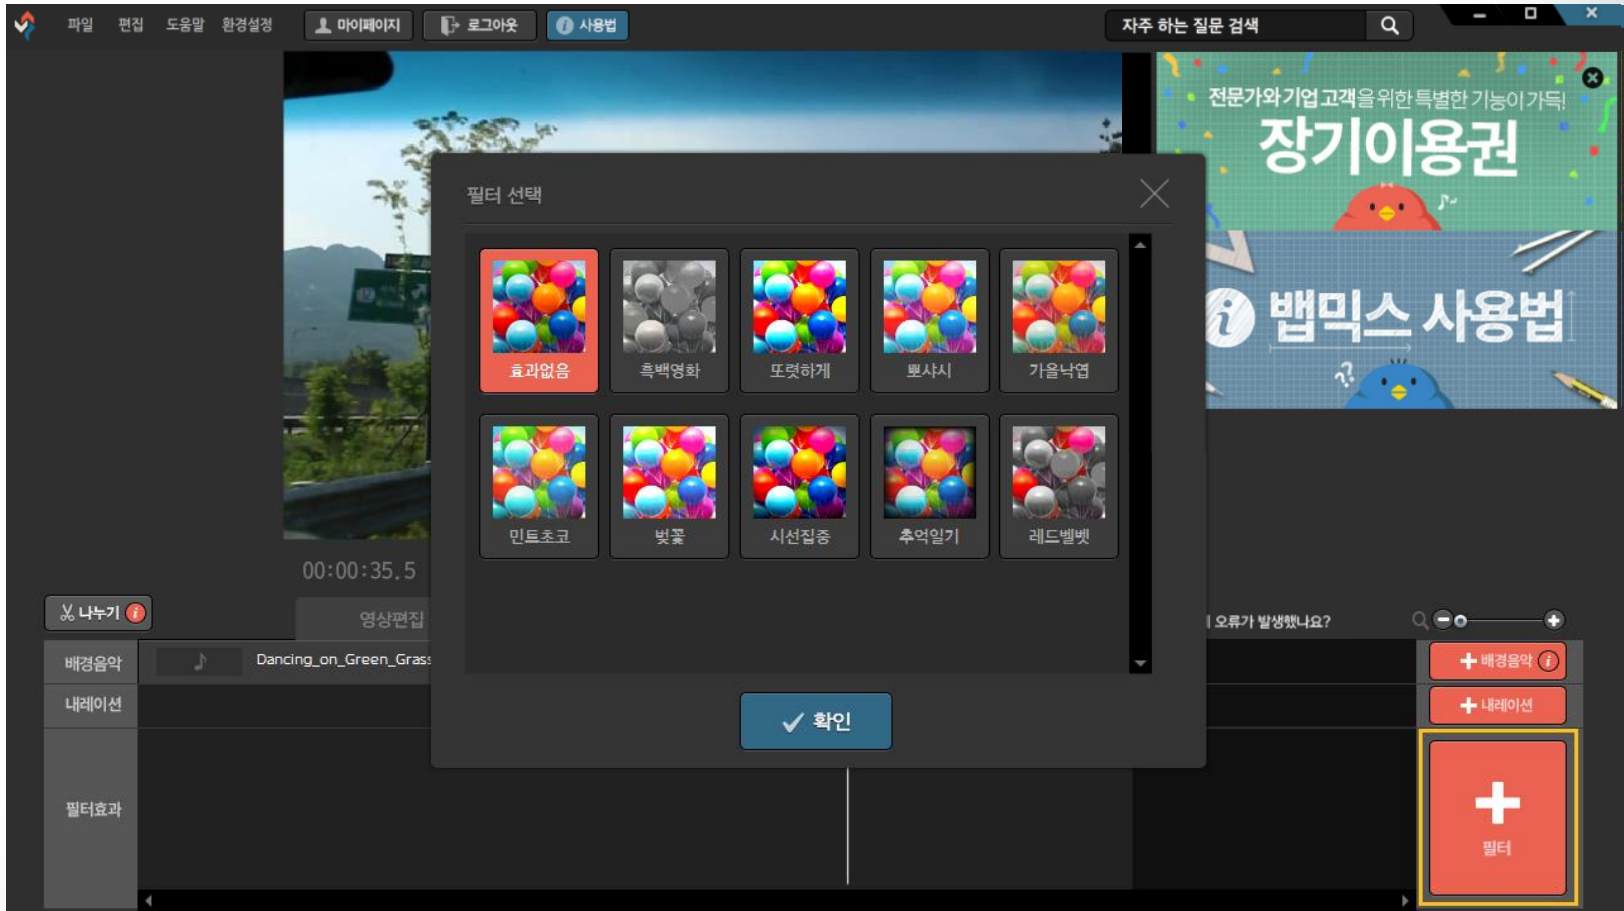 파일 편집 도움말 환경설정 마이페이지 로그아웃 사용법 자주 하는 질문 검색
전문가와 기업 고객을 위한 특별한 기능이 가득!
장기이용권
뱁믹스 사용법
필터 선택
효과없음 흑백영화 또렷하게 뽀샤시 가을낙엽
민트초코 벚꽃 시선집중 추억일기 레드벨벳
00:00:35.5
나누기 영상편집 오류가 발생했나요?
배경음악 Dancing_on_Green_Grass 배경음악
내레이션 내레이션
확인
필터효과 필터